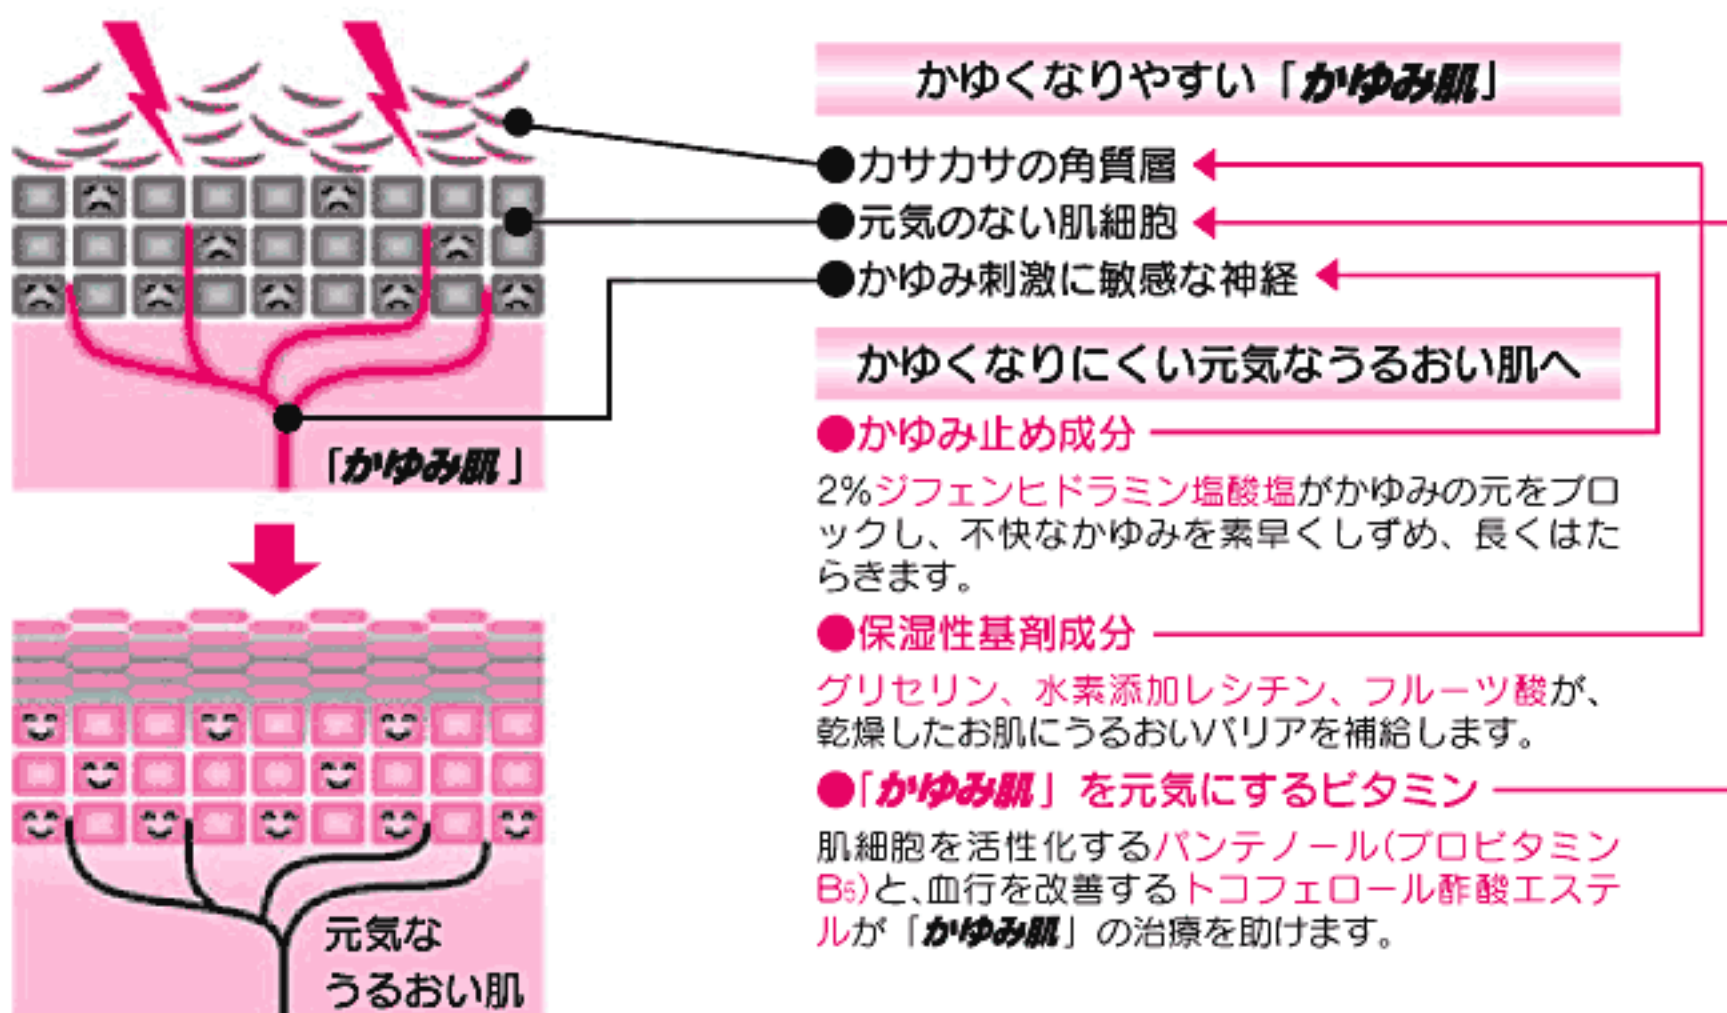 かゆくなりやすい「かゆみ肌」
●カサカサの角質層
●元気のない肌細胞
●かゆみ刺激に敏感な神経
「かゆみ肌」
かゆくなりにくい元気なうるおい肌へ
●かゆみ止め成分
2%ジフェンヒドラミン塩酸塩がかゆみの元をブロ
ックし、不快なかゆみを素早くしずめ、長くはた
らきます。
●保湿性基剤成分
グリセリン、水素添加レシチン、フルーツ酸が、
乾燥したお肌にうるおいバリアを補給します。
●「かゆみ肌」を元気にするビタミン
肌細胞を活性化するパンテノール(プロビタミン
B5)と、血行を改善するトコフェロール酢酸エステ
ルが「かゆみ肌」の治療を助けます。
元気な
うるおい肌